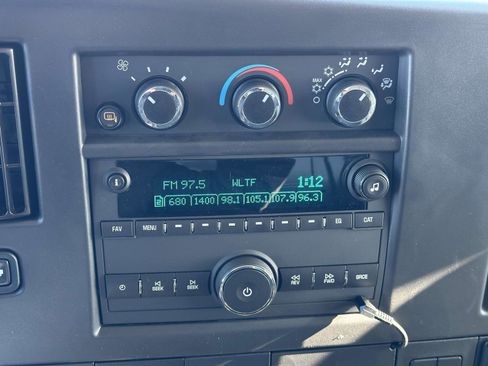 MAX
FM 97.5 WLTF 1:12
680 1400 98.1 105.1 107.9 96.3
FAV MENU EQ CAT
SEEK SEEK REV FWD